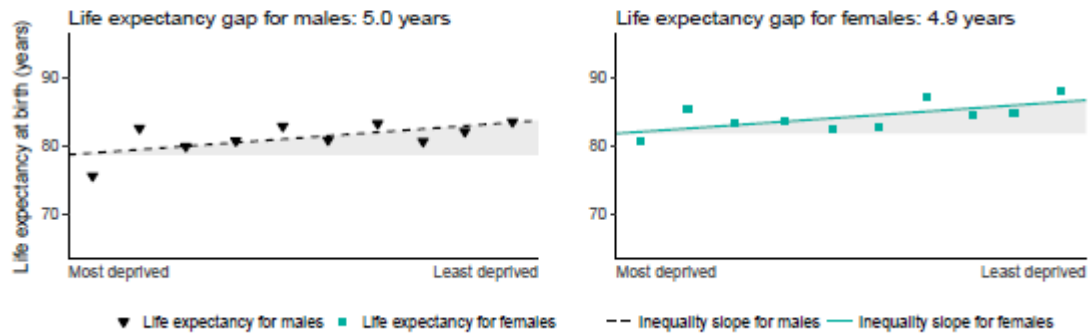 Life expectancy gap for males: 5.0 years
Life expectancy at birth (years)
90
80
70
Most deprived Least deprived
Life expectancy gap for females: 4.9 years
90
80
70
Most deprived Least deprived
Life expectancy for males Life expectancy for females Inequality slope for males Inequality slope for females